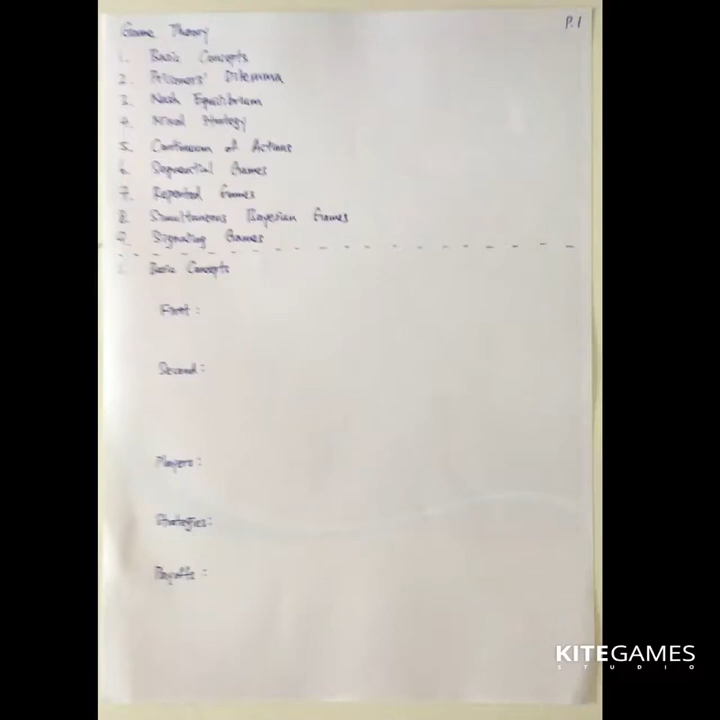 Game Theory
P.1
1. Basic Concepts
2. Prisoners' Dilemma
3. Nash Equilibrium
4. Mixed Strategy
5. Continuum of Actions
6. Sequential Games
7. Repeated Games
8. Simultaneous Bayesian Games
9. Signaling Games
1. Basic Concepts
First:
Second:
Players:
Strategies:
Payoffs:
KITEGAMES
STUDIO